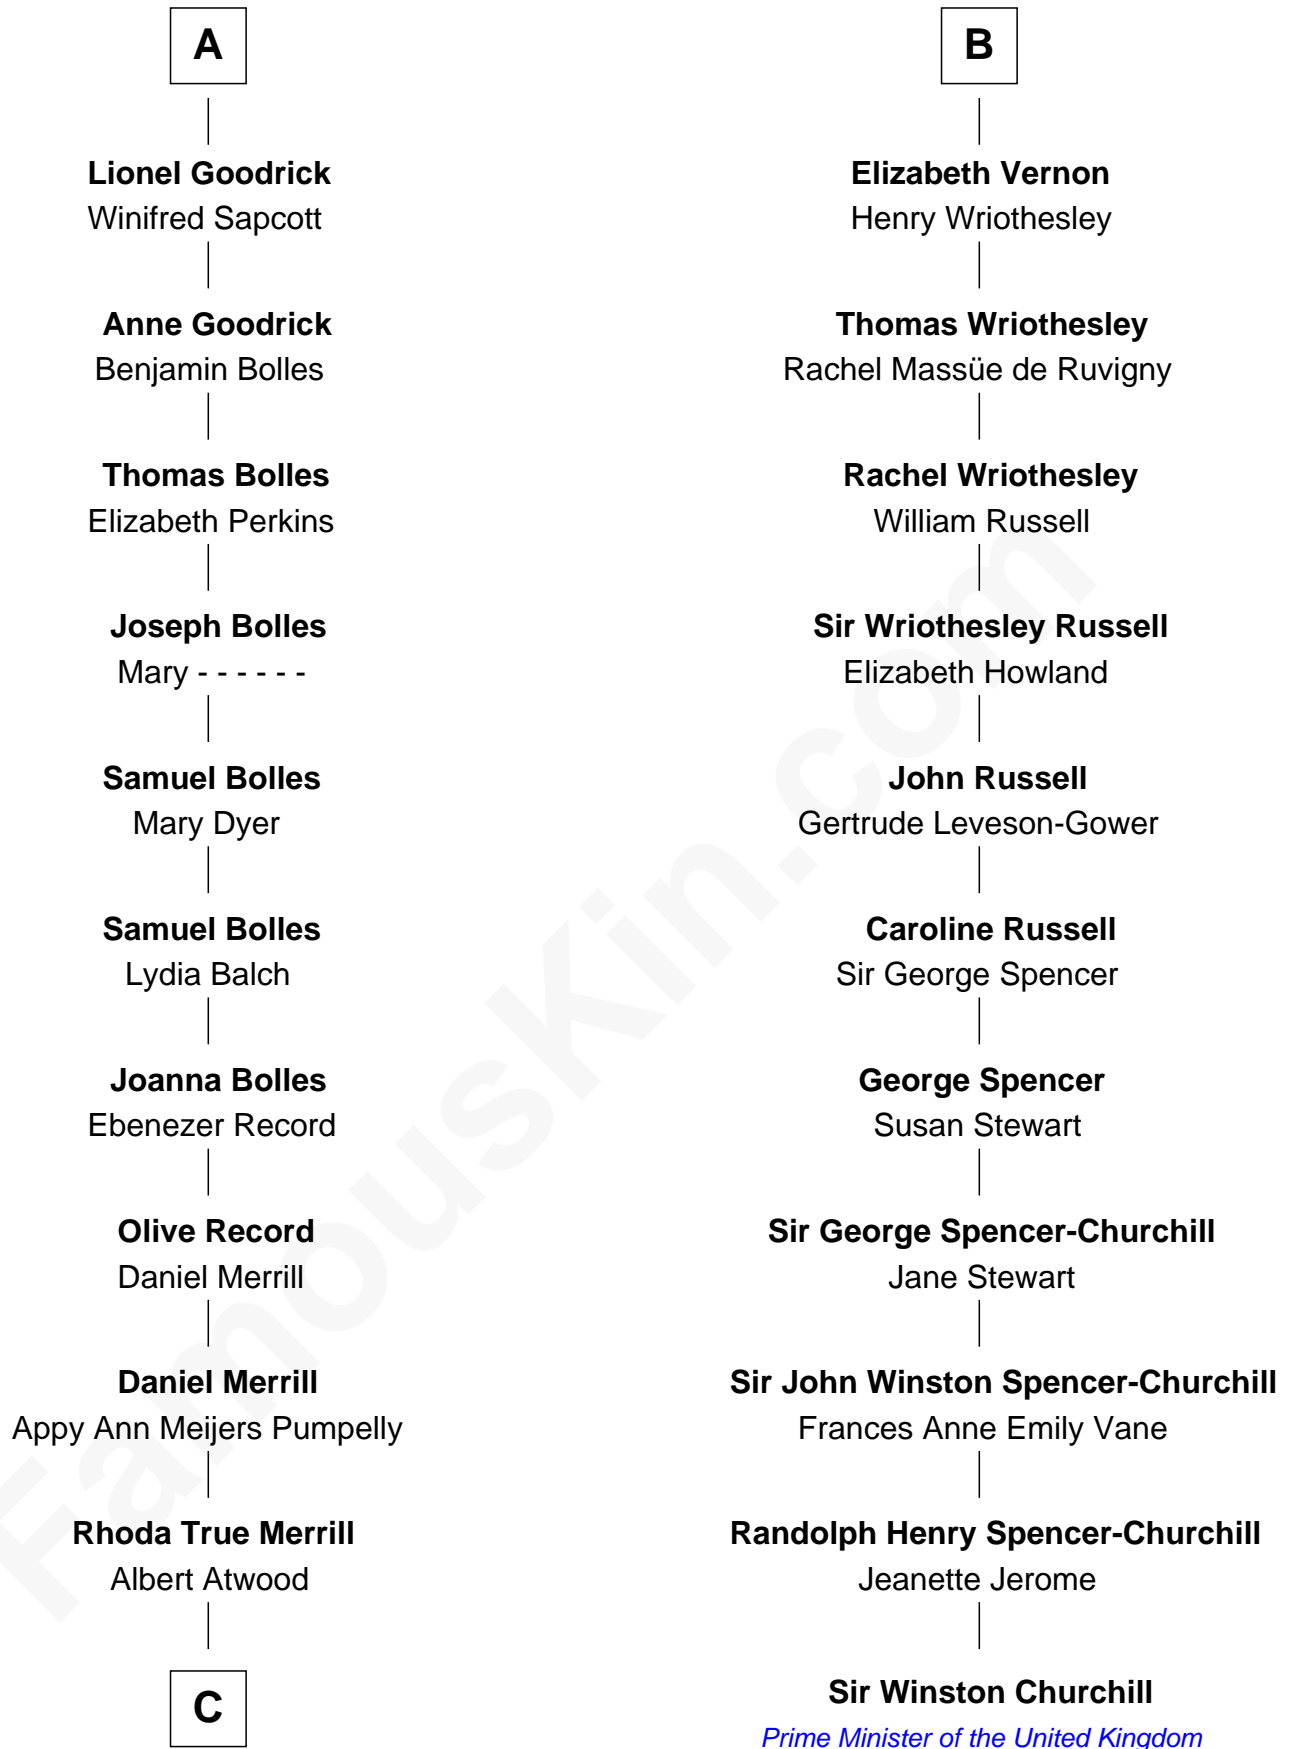 A
Lionel Goodrick
Winifred Sapcott
Anne Goodrick
Benjamin Bolles
Thomas Bolles
Elizabeth Perkins
Joseph Bolles
Mary - - - - - -
Samuel Bolles
Mary Dyer
Samuel Bolles
Lydia Balch
Joanna Bolles
Ebenezer Record
Olive Record
Daniel Merrill
Daniel Merrill
Appy Ann Meijers Pumpelly
Rhoda True Merrill
Albert Atwood
C
B
Elizabeth Vernon
Henry Wriothesley
Thomas Wriothesley
Rachel Massüe de Ruvigny
Rachel Wriothesley
William Russell
Sir Wriothesley Russell
Elizabeth Howland
John Russell
Gertrude Leveson-Gower
Caroline Russell
Sir George Spencer
George Spencer
Susan Stewart
Sir George Spencer-Churchill
Jane Stewart
Sir John Winston Spencer-Churchill
Frances Anne Emily Vane
Randolph Henry Spencer-Churchill
Jeanette Jerome
Sir Winston Churchill
Prime Minister of the United Kingdom
FamousKin.com